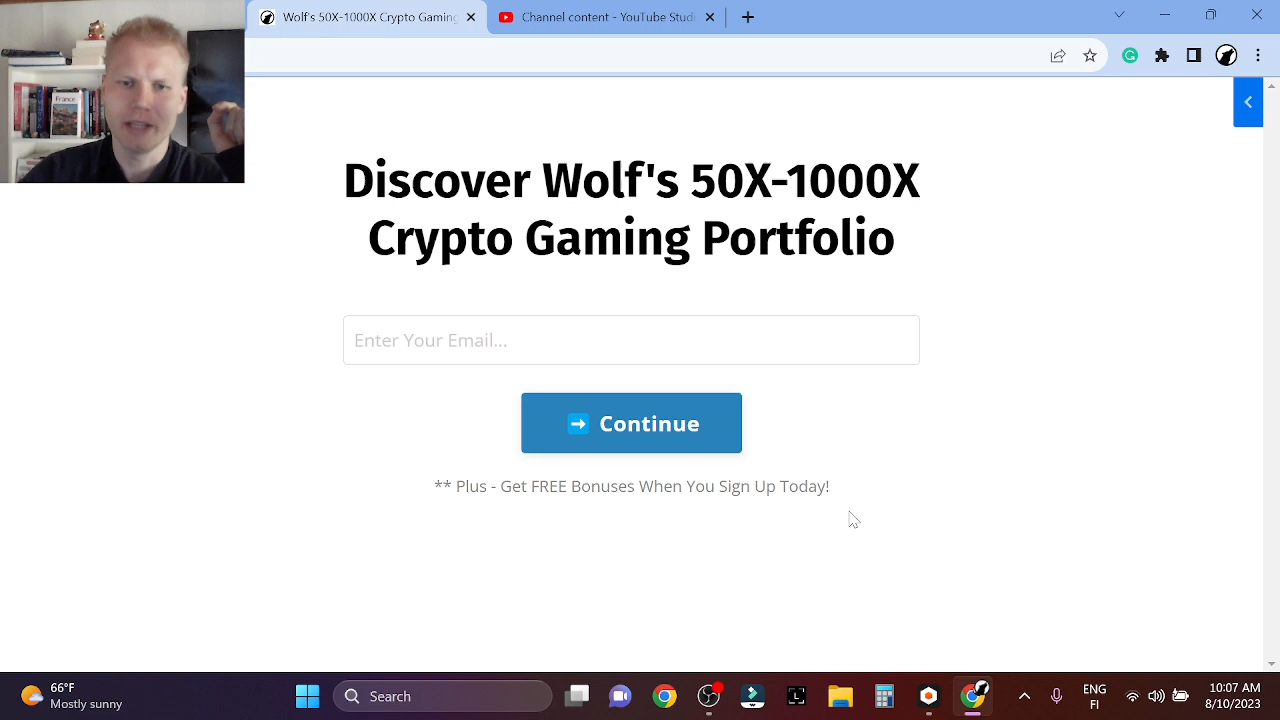 Wolf's 50X-1000X Crypto Gaming
Channel content - YouTube Studi
France
Discover Wolf's 50X-1000X
Crypto Gaming Portfolio
Enter Your Email...
Continue
** Plus - Get FREE Bonuses When You Sign Up Today!
66°F
Mostly sunny
Search
ENG
FI
10:07 AM
8/10/2023